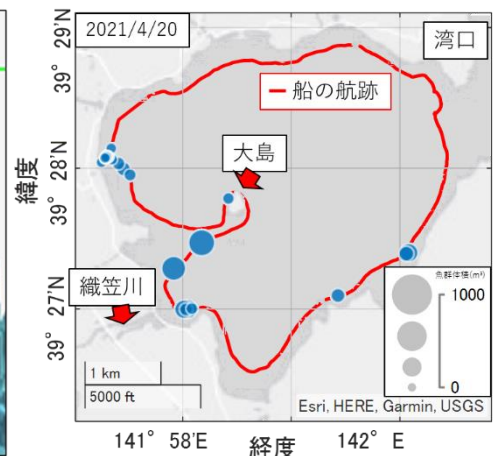 2021/4/20
湾口
船の航跡
大島
織笠川
緯度
39° 29'N
39° 28'N
39° 27'N
魚群体積(m³)
1000
0
1 km
5000 ft
Esri, HERE, Garmin, USGS
141° 58'E
経度
142° E